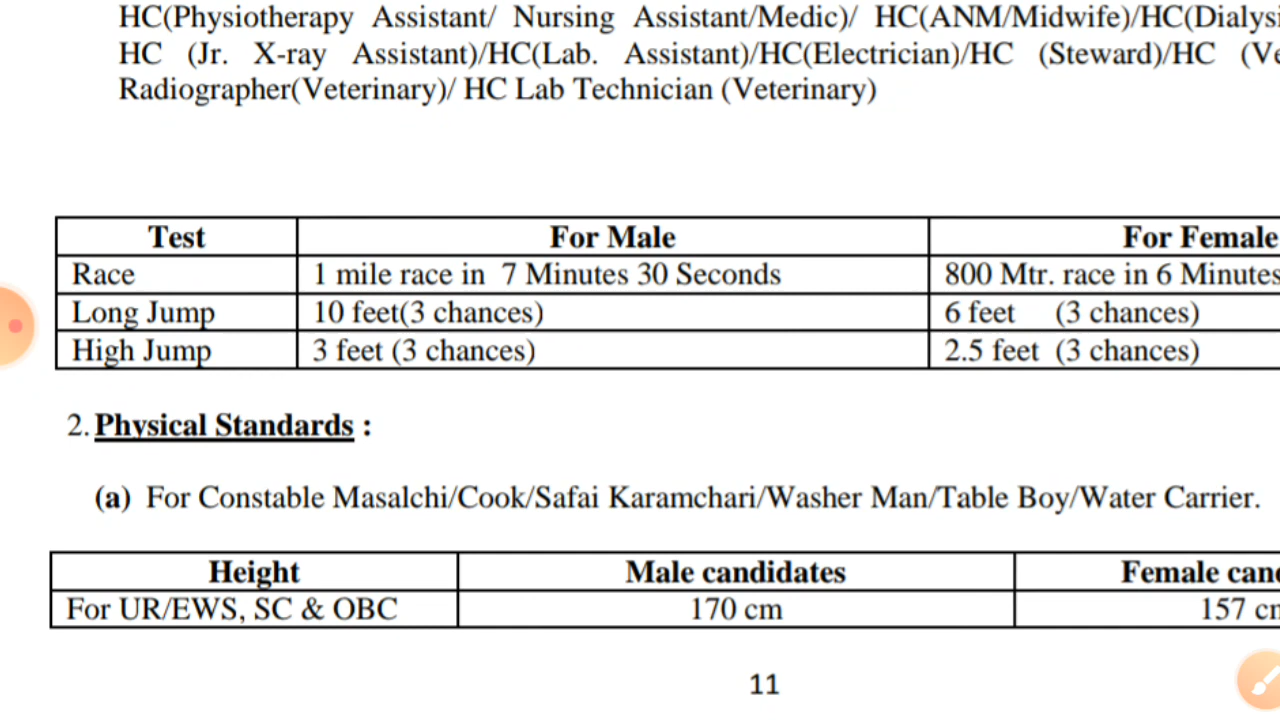 HC(Physiotherapy Assistant/ Nursing Assistant/Medic)/ HC(ANM/Midwife)/HC(Dialysi
HC (Jr. X-ray Assistant)/HC(Lab. Assistant)/HC(Electrician)/HC (Steward)/HC (Ve
Radiographer(Veterinary)/ HC Lab Technician (Veterinary)
Test For Male For Female
Race 1 mile race in 7 Minutes 30 Seconds 800 Mtr. race in 6 Minutes
Long Jump 10 feet(3 chances) 6 feet (3 chances)
High Jump 3 feet (3 chances) 2.5 feet (3 chances)
2. Physical Standards :
(a) For Constable Masalchi/Cook/Safai Karamchari/Washer Man/Table Boy/Water Carrier.
Height Male candidates Female cand
For UR/EWS, SC & OBC 170 cm 157 cm
11